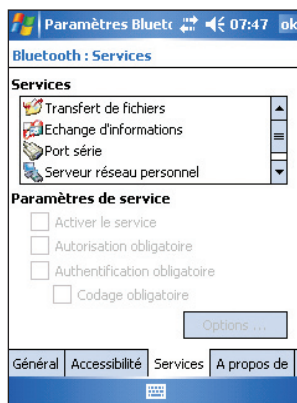 Paramètres Bluetc 07:47 ok
Bluetooth : Services
Services
Transfert de fichiers
Echange d'informations
Port série
Serveur réseau personnel
Paramètres de service
Activer le service
Autorisation obligatoire
Authentification obligatoire
Codage obligatoire
Options ...
Général Accessibilité Services A propos de